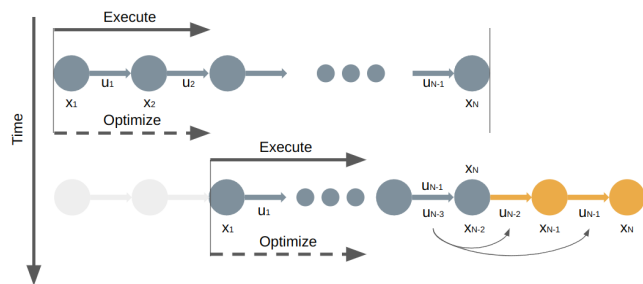 Execute
u1
u2
uN-1
x1
x2
xN
Optimize
Time
Execute
xN
uN-1
u1
uN-3
uN-2
uN-1
x1
xN-2
xN-1
xN
Optimize